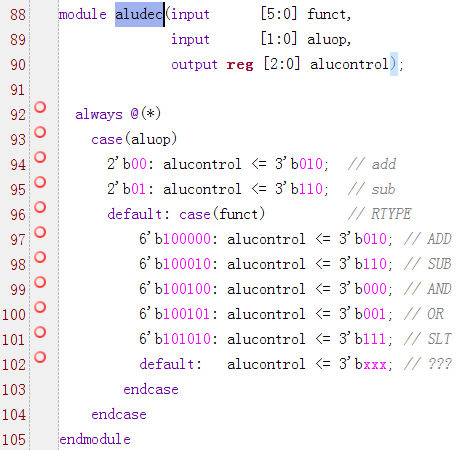 88 module aludec(input      [5:0] funct,
89               input      [1:0] aluop,
90               output reg [2:0] alucontrol);
91
92   always @(*)
93     case(aluop)
94       2'b00: alucontrol <= 3'b010;  // add
95       2'b01: alucontrol <= 3'b110;  // sub
96       default: case(funct)          // RTYPE
97           6'b100000: alucontrol <= 3'b010; // ADD
98           6'b100010: alucontrol <= 3'b110; // SUB
99           6'b100100: alucontrol <= 3'b000; // AND
100           6'b100101: alucontrol <= 3'b001; // OR
101           6'b101010: alucontrol <= 3'b111; // SLT
102           default:   alucontrol <= 3'bxxx; // ???
103         endcase
104     endcase
105 endmodule